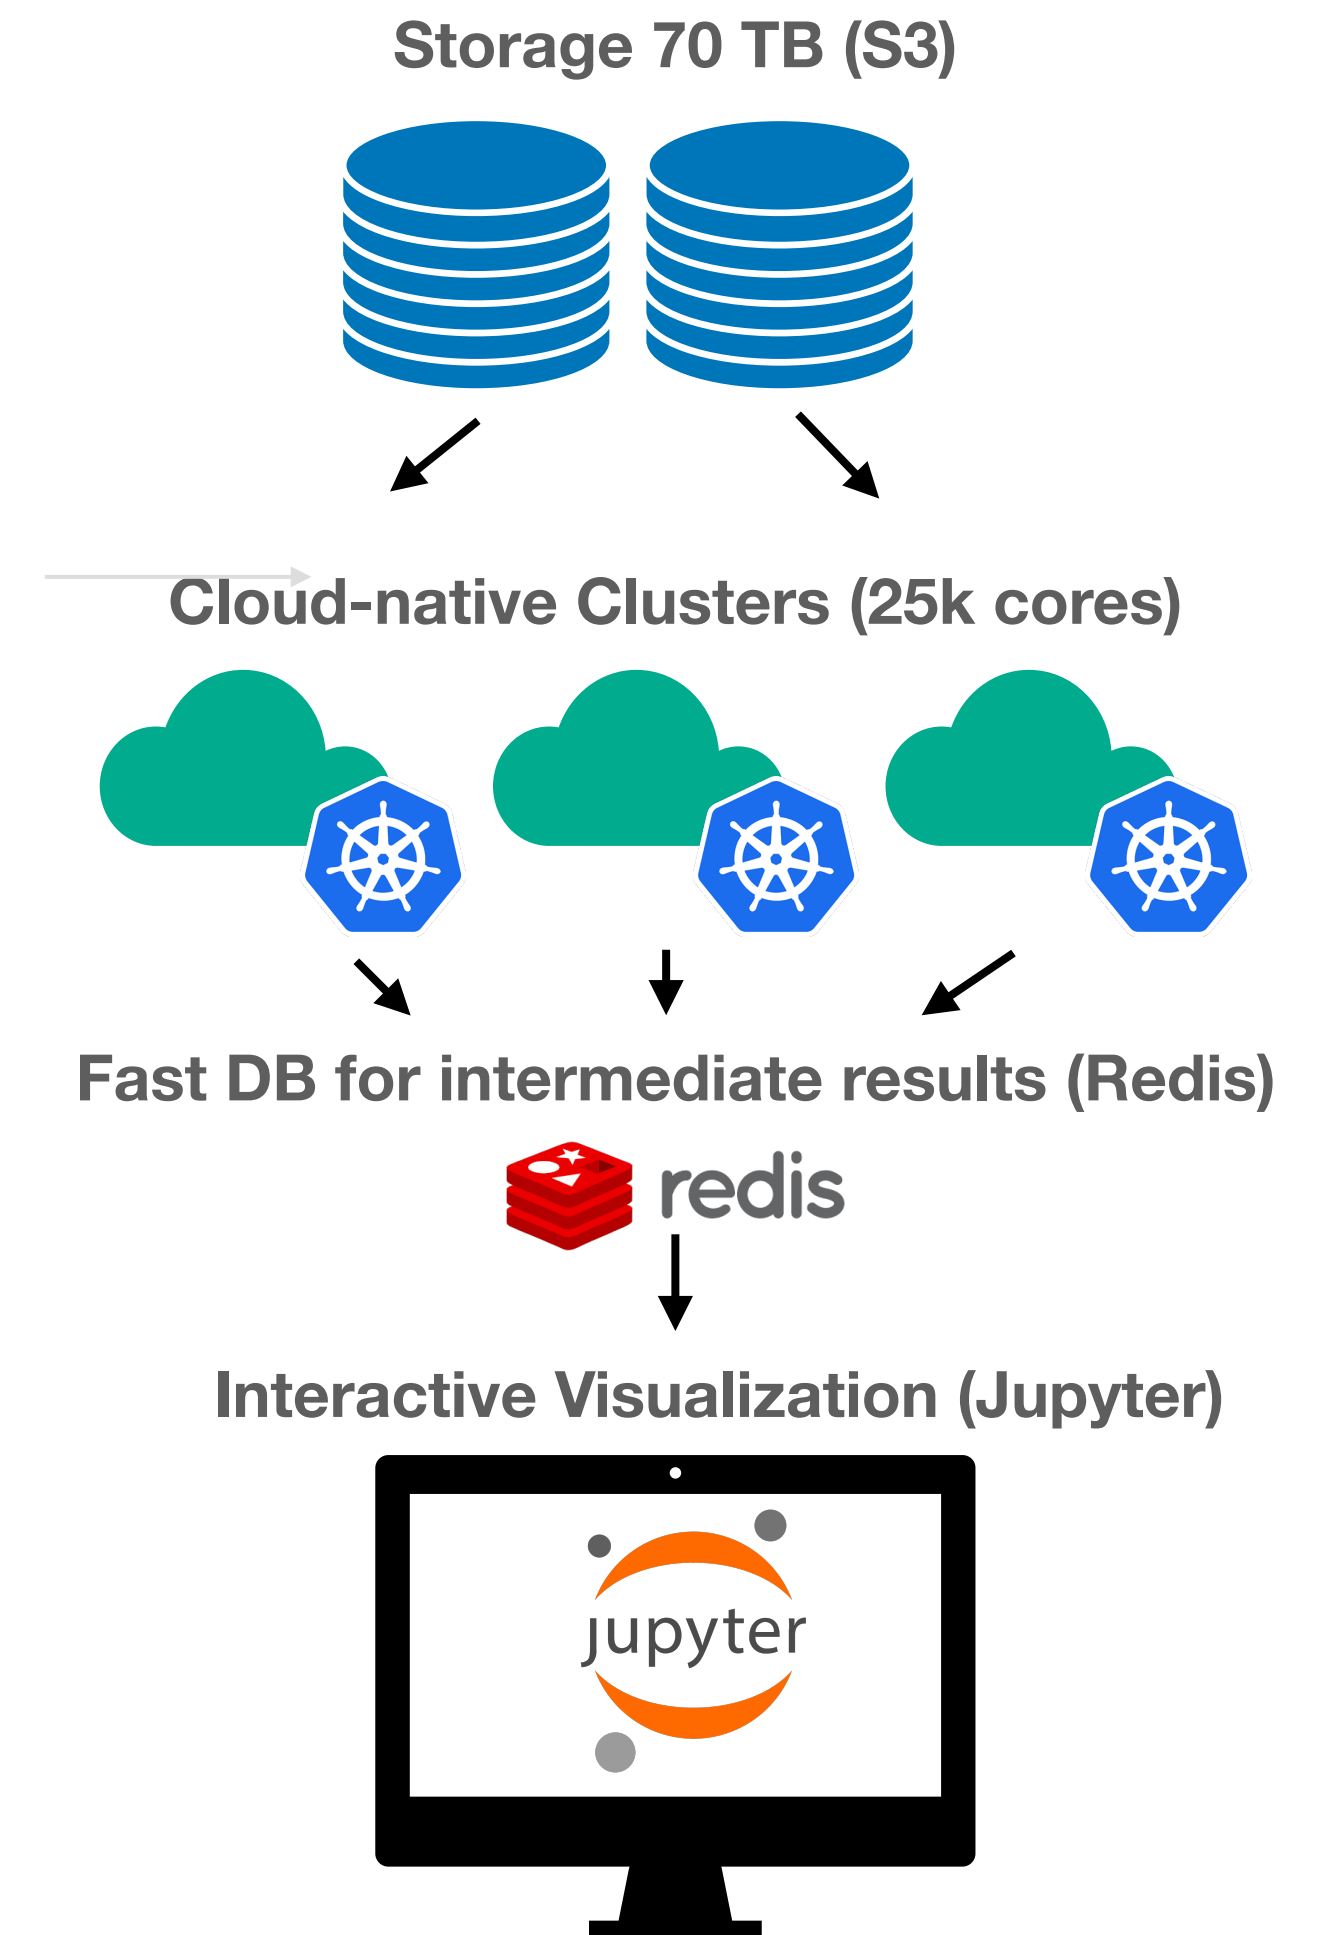 Storage 70 TB (S3)
Cloud-native Clusters (25k cores)
Fast DB for intermediate results (Redis)
redis
Interactive Visualization (Jupyter)
jupyter